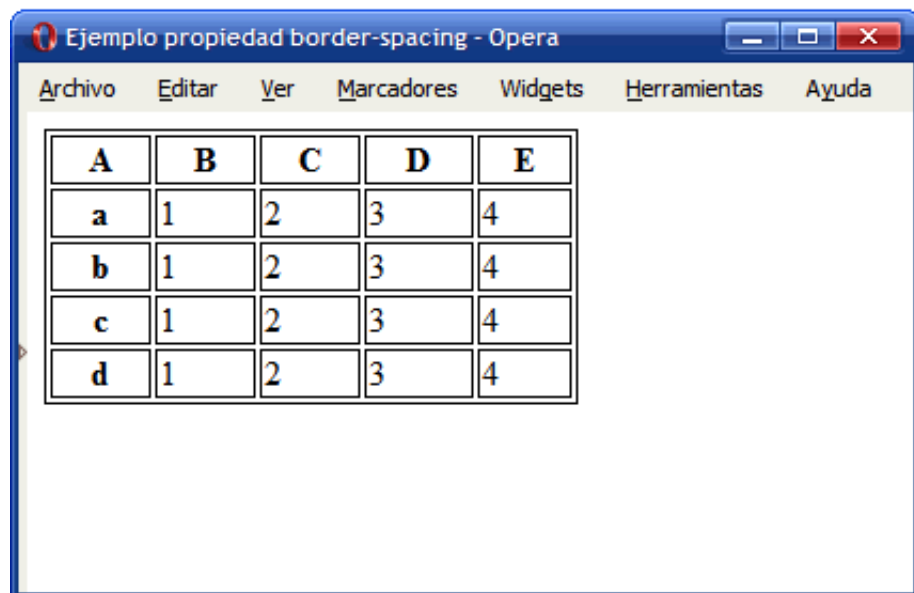 Ejemplo propiedad border-spacing - Opera
Archivo Editar Ver Marcadores Widgets Herramientas Ayuda
A B C D E
a 1 2 3 4
b 1 2 3 4
c 1 2 3 4
d 1 2 3 4